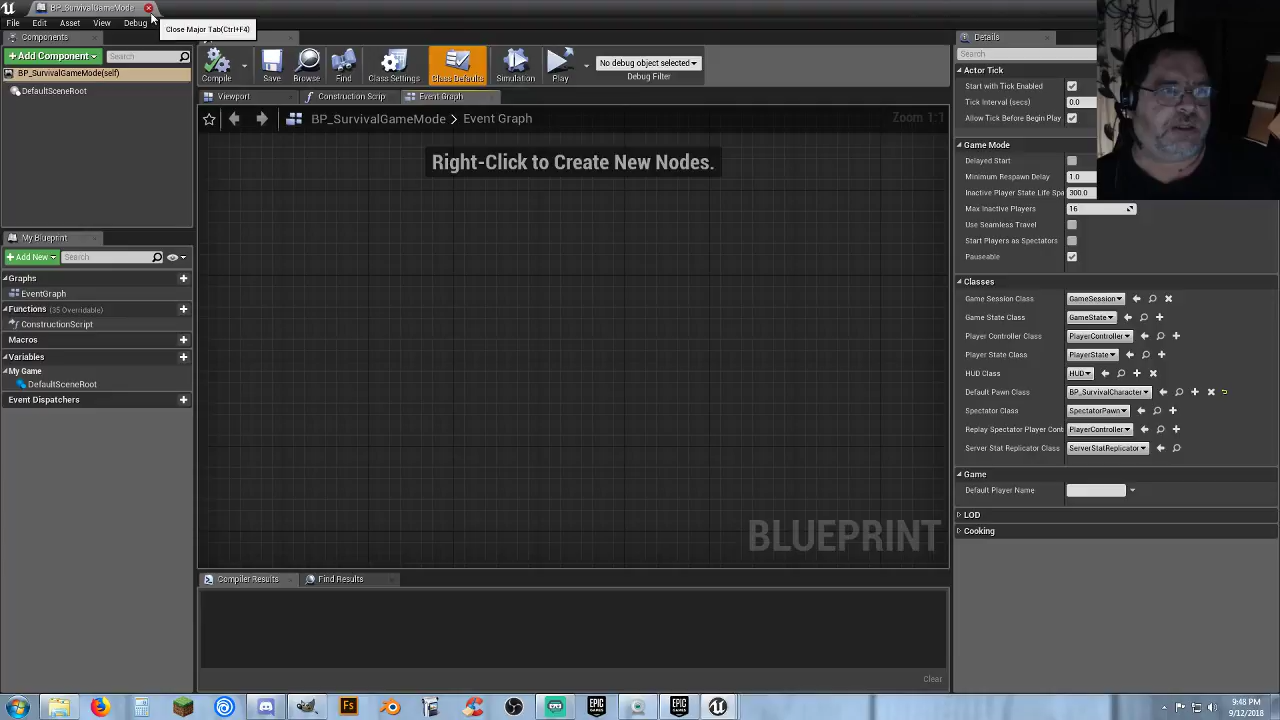 BP_SurvivalGameMode
File Edit Asset View Debug
Close Major Tab(Ctrl+F4)
Components
+ Add Component
Search
BP_SurvivalGameMode(self)
DefaultSceneRoot
My Blueprint
+ Add New
Search
Graphs
EventGraph
Functions (35 Overridable)
ConstructionScript
Macros
Variables
My Game
DefaultSceneRoot
Event Dispatchers
Compile
Save
Browse
Find
Class Settings
Class Defaults
Simulation
Play
No debug object selected
Debug Filter
Viewport
Construction Scrip
Event Graph
BP_SurvivalGameMode > Event Graph
Zoom 1:1
Right-Click to Create New Nodes.
BLUEPRINT
Compiler Results
Find Results
Clear
Details
Search
Actor Tick
Start with Tick Enabled
Tick Interval (secs) 0.0
Allow Tick Before Begin Play
Game Mode
Delayed Start
Minimum Respawn Delay 1.0
Inactive Player State Life Spa 300.0
Max Inactive Players 16
Use Seamless Travel
Start Players as Spectators
Pauseable
Classes
Game Session Class GameSession
Game State Class GameState
Player Controller Class PlayerController
Player State Class PlayerState
HUD Class HUD
Default Pawn Class BP_SurvivalCharacter
Spectator Class SpectatorPawn
Replay Spectator Player Cont PlayerController
Server Stat Replicator Class ServerStatReplicator
Game
Default Player Name
LOD
Cooking
Fs
EPIC GAMES
EPIC GAMES
9:48 PM
9/12/2018